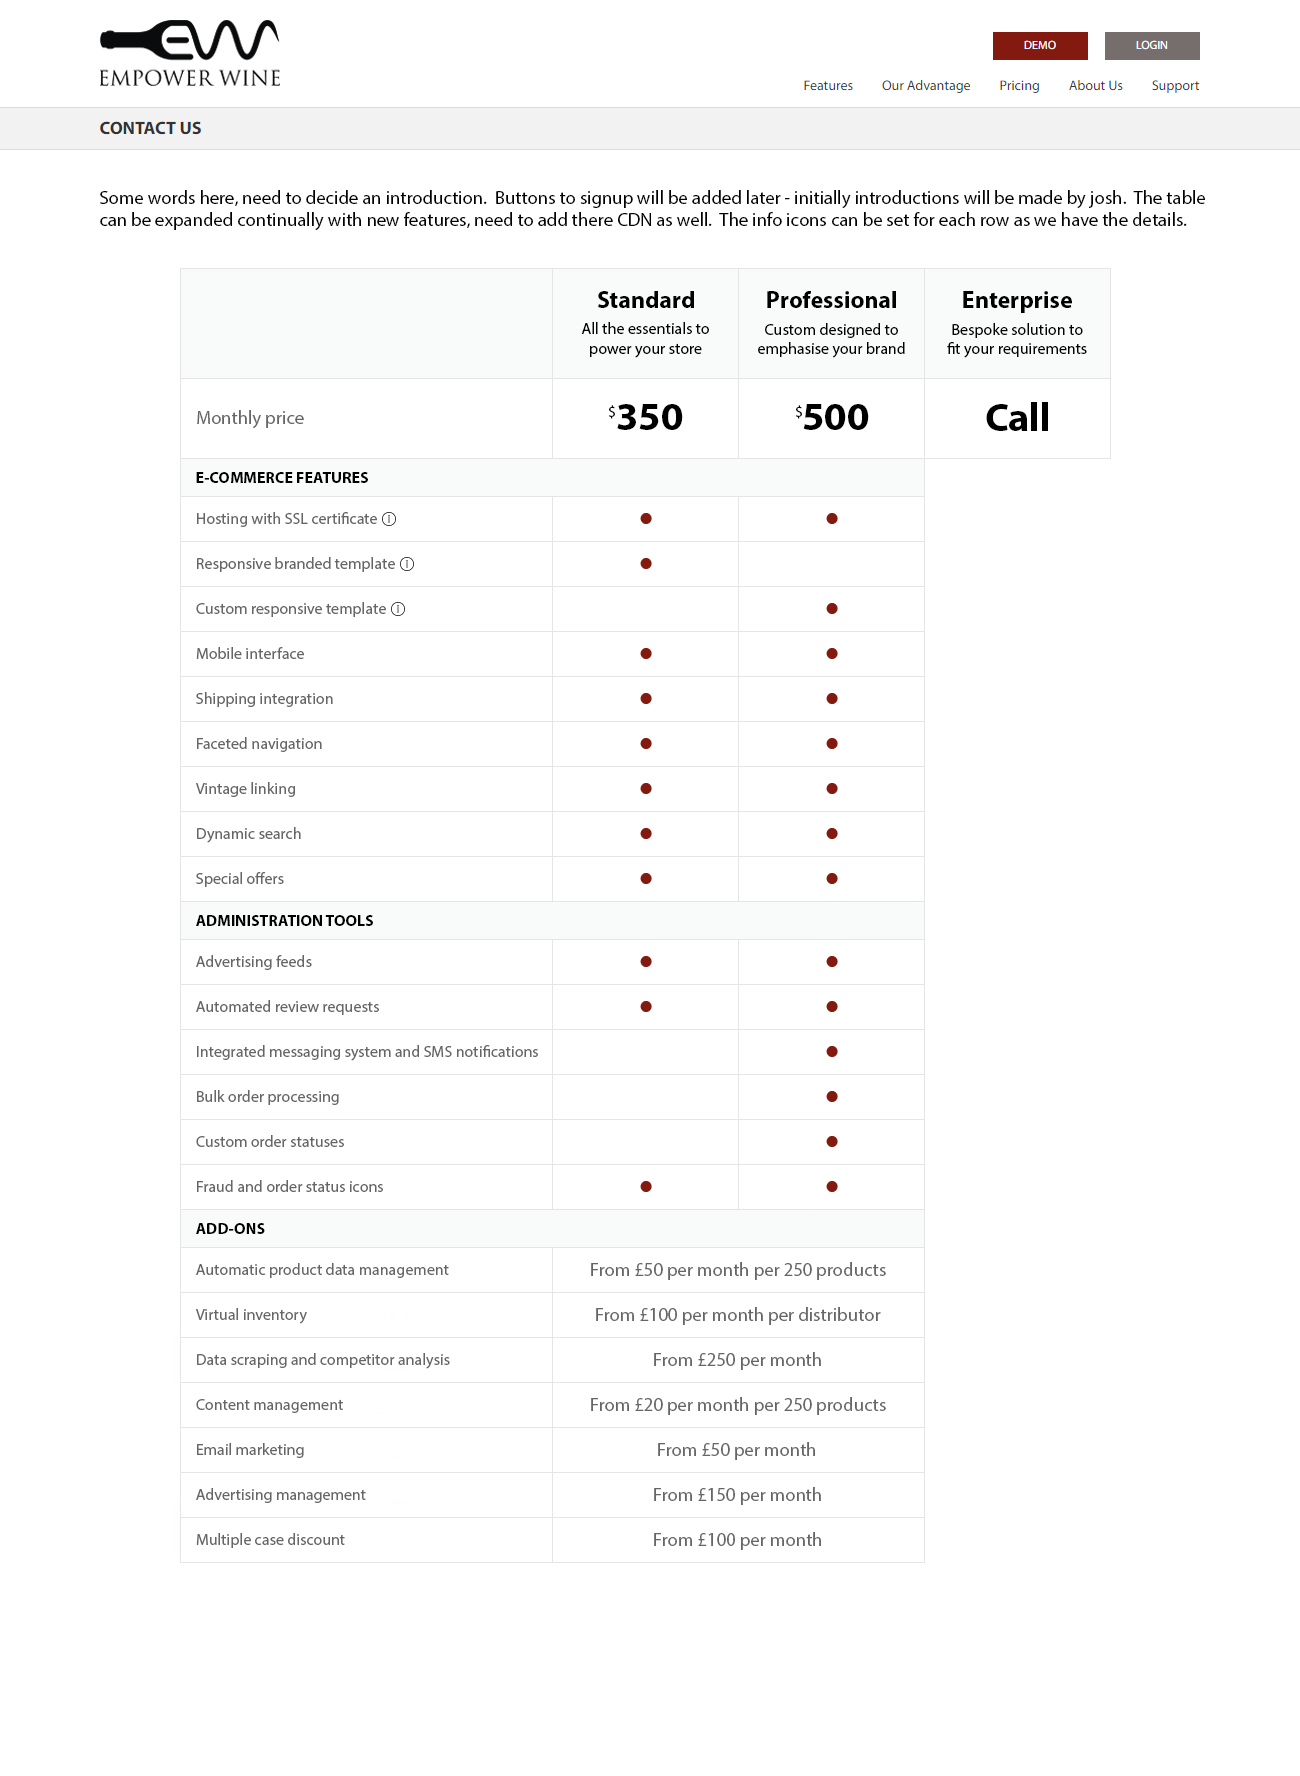 EMPOWER WINE
DEMO
LOGIN
Features
Our Advantage
Pricing
About Us
Support
CONTACT US
Some words here, need to decide an introduction. Buttons to signup will be added later - initially introductions will be made by josh. The table
can be expanded continually with new features, need to add there CDN as well. The info icons can be set for each row as we have the details.
Standard
All the essentials to
power your store
Professional
Custom designed to
emphasise your brand
Enterprise
Bespoke solution to
fit your requirements
Monthly price
$350
$500
Call
E-COMMERCE FEATURES
Hosting with SSL certificate ⓘ
Responsive branded template ⓘ
Custom responsive template ⓘ
Mobile interface
Shipping integration
Faceted navigation
Vintage linking
Dynamic search
Special offers
ADMINISTRATION TOOLS
Advertising feeds
Automated review requests
Integrated messaging system and SMS notifications
Bulk order processing
Custom order statuses
Fraud and order status icons
ADD-ONS
Automatic product data management From £50 per month per 250 products
Virtual inventory From £100 per month per distributor
Data scraping and competitor analysis From £250 per month
Content management From £20 per month per 250 products
Email marketing From £50 per month
Advertising management From £150 per month
Multiple case discount From £100 per month